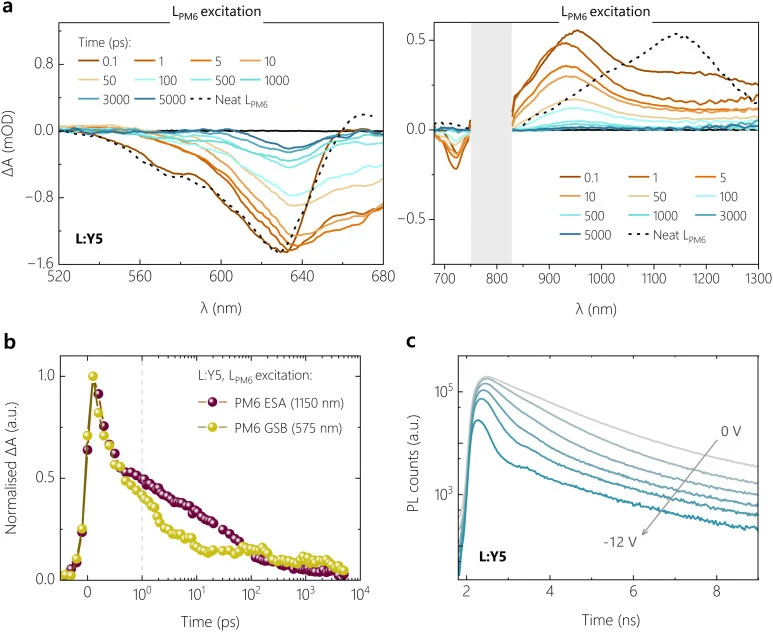 a
L_PM6 excitation
Time (ps):
0.1 1 5 10
50 100 500 1000
3000 5000 Neat L_PM6
0.8
0.0
−0.8
−1.6
ΔA (mOD)
L:Y5
520 560 600 640 680
λ (nm)
L_PM6 excitation
0.5
0.0
−0.5
0.1 1 5
10 50 100
500 1000 3000
5000 Neat L_PM6
700 800 900 1000 1100 1200 1300
λ (nm)
b
L:Y5, L_PM6 excitation:
PM6 ESA (1150 nm)
PM6 GSB (575 nm)
1.0
0.5
0.0
Normalised ΔA (a.u.)
0 10^0 10^1 10^2 10^3 10^4
Time (ps)
c
10^5
10^3
PL counts (a.u.)
0 V
-12 V
L:Y5
2 4 6 8
Time (ns)